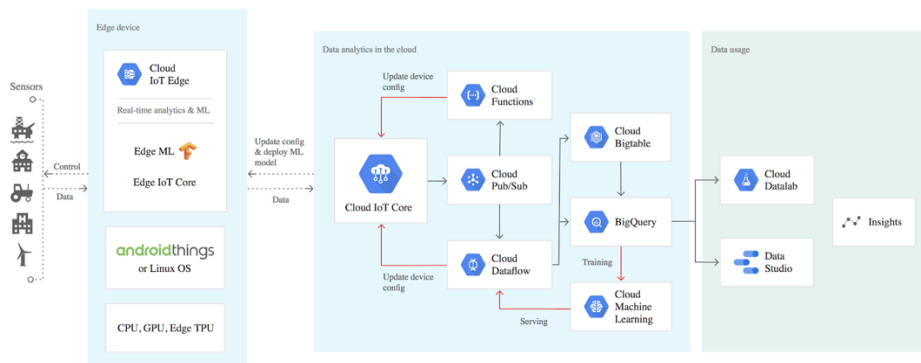 Edge device
Sensors
Cloud
IoT Edge
Real-time analytics & ML
Edge ML
Edge IoT Core
androidthings
or Linux OS
CPU, GPU, Edge TPU
Control
Data
Update config
& deploy ML
model
Data
Data analytics in the cloud
Update device
config
Cloud
Functions
Cloud IoT Core
Cloud
Pub/Sub
Cloud
Bigtable
BigQuery
Update device
config
Cloud
Dataflow
Training
Serving
Cloud
Machine
Learning
Data usage
Cloud
Datalab
Data
Studio
Insights